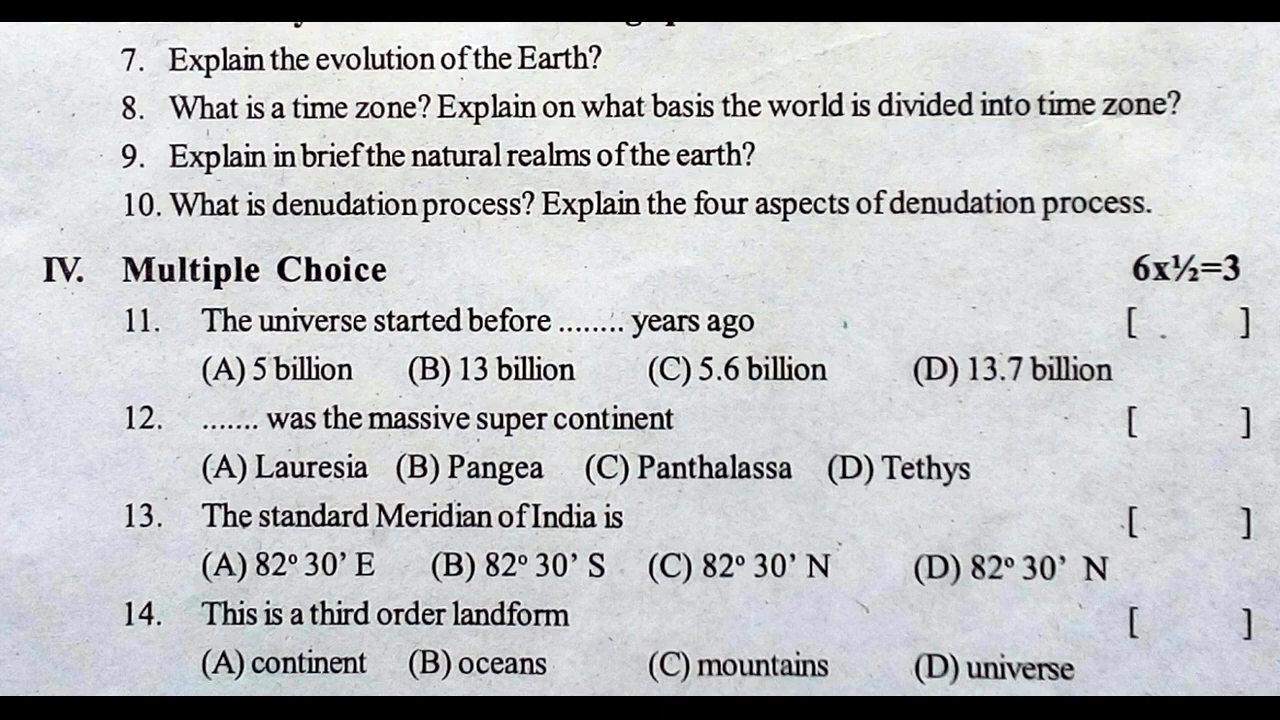 7. Explain the evolution of the Earth?
8. What is a time zone? Explain on what basis the world is divided into time zone?
9. Explain in brief the natural realms of the earth?
10. What is denudation process? Explain the four aspects of denudation process.
IV. Multiple Choice 6x½=3
11. The universe started before ........ years ago [ ]
(A) 5 billion (B) 13 billion (C) 5.6 billion (D) 13.7 billion
12. ....... was the massive super continent [ ]
(A) Lauresia (B) Pangea (C) Panthalassa (D) Tethys
13. The standard Meridian of India is [ ]
(A) 82º 30’ E (B) 82º 30’ S (C) 82º 30’ N (D) 82º 30’ N
14. This is a third order landform [ ]
(A) continent (B) oceans (C) mountains (D) universe